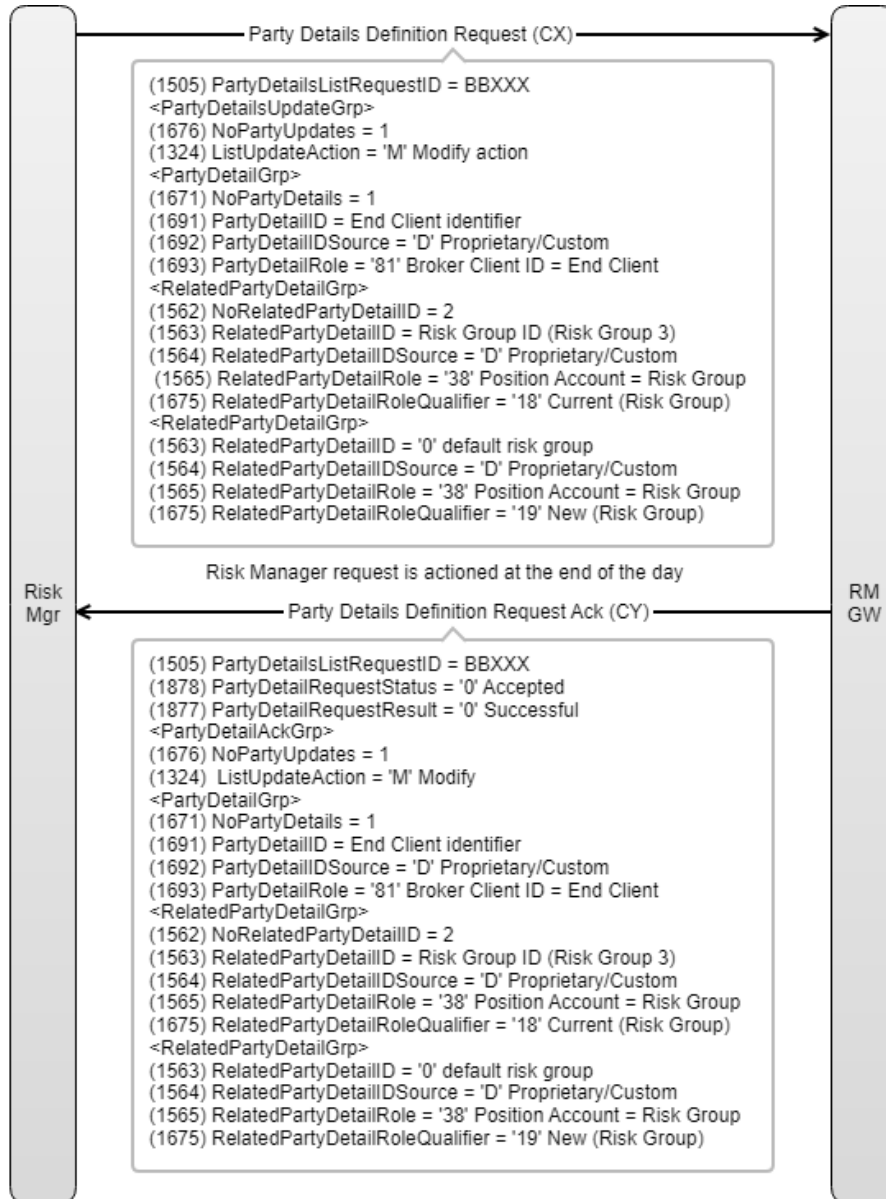 Party Details Definition Request (CX)
(1505) PartyDetailsListRequestID = BBXXX
<PartyDetailsUpdateGrp>
(1676) NoPartyUpdates = 1
(1324) ListUpdateAction = 'M' Modify action
<PartyDetailGrp>
(1671) NoPartyDetails = 1
(1691) PartyDetailID = End Client identifier
(1692) PartyDetailIDSource = 'D' Proprietary/Custom
(1693) PartyDetailRole = '81' Broker Client ID = End Client
<RelatedPartyDetailGrp>
(1562) NoRelatedPartyDetailID = 2
(1563) RelatedPartyDetailID = Risk Group ID (Risk Group 3)
(1564) RelatedPartyDetailIDSource = 'D' Proprietary/Custom
(1565) RelatedPartyDetailRole = '38' Position Account = Risk Group
(1675) RelatedPartyDetailRoleQualifier = '18' Current (Risk Group)
<RelatedPartyDetailGrp>
(1563) RelatedPartyDetailID = '0' default risk group
(1564) RelatedPartyDetailIDSource = 'D' Proprietary/Custom
(1565) RelatedPartyDetailRole = '38' Position Account = Risk Group
(1675) RelatedPartyDetailRoleQualifier = '19' New (Risk Group)
Risk Manager request is actioned at the end of the day
Risk
Mgr
RM
GW
Party Details Definition Request Ack (CY)
(1505) PartyDetailsListRequestID = BBXXX
(1878) PartyDetailRequestStatus = '0' Accepted
(1877) PartyDetailRequestResult = '0' Successful
<PartyDetailAckGrp>
(1676) NoPartyUpdates = 1
(1324)  ListUpdateAction = 'M' Modify
<PartyDetailGrp>
(1671) NoPartyDetails = 1
(1691) PartyDetailID = End Client identifier
(1692) PartyDetailIDSource = 'D' Proprietary/Custom
(1693) PartyDetailRole = '81' Broker Client ID = End Client
<RelatedPartyDetailGrp>
(1562) NoRelatedPartyDetailID = 2
(1563) RelatedPartyDetailID = Risk Group ID (Risk Group 3)
(1564) RelatedPartyDetailIDSource = 'D' Proprietary/Custom
(1565) RelatedPartyDetailRole = '38' Position Account = Risk Group
(1675) RelatedPartyDetailRoleQualifier = '18' Current (Risk Group)
<RelatedPartyDetailGrp>
(1563) RelatedPartyDetailID = '0' default risk group
(1564) RelatedPartyDetailIDSource = 'D' Proprietary/Custom
(1565) RelatedPartyDetailRole = '38' Position Account = Risk Group
(1675) RelatedPartyDetailRoleQualifier = '19' New (Risk Group)